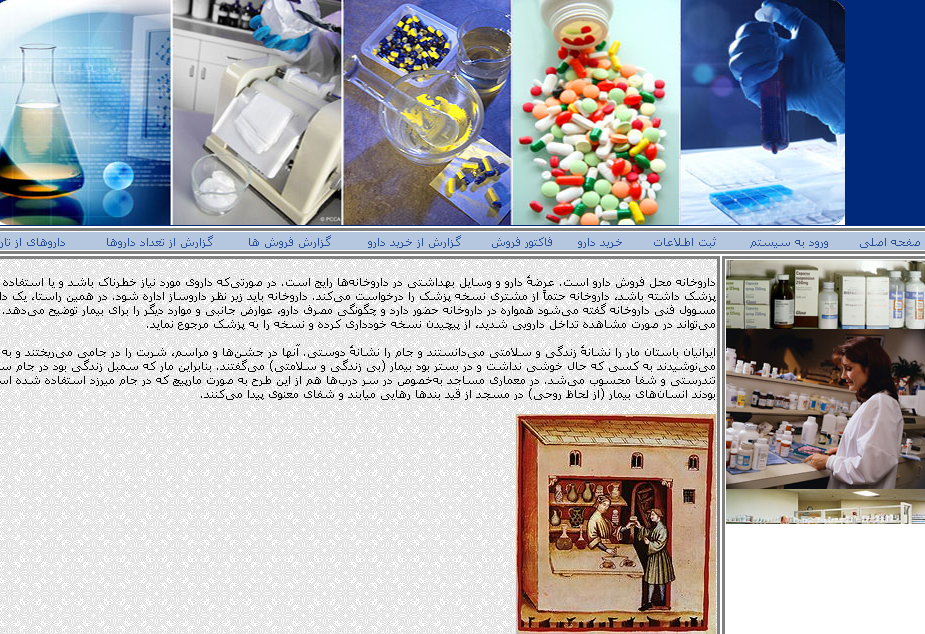 © PCCA
صفحه اصلی ورود به سیستم ثبت اطلاعات خرید دارو فاکتور فروش گزارش از خرید دارو گزارش فروش ها گزارش از تعداد داروها داروهای از تار
داروخانه محل فروش دارو است. عرضهٔ دارو و وسایل بهداشتی در داروخانه‌ها رایج است. در صورتی‌که داروی مورد نیاز خطرناک باشد و یا استفاده
پزشک داشته باشد، داروخانه حتماً از مشتری نسخه پزشک را درخواست می‌کند. داروخانه باید زیر نظر داروساز اداره شود. در همین راستا، یک دا
مسوول فنی داروخانه گفته می‌شود همواره در داروخانه حضور دارد و چگونگی مصرف دارو، عوارض جانبی و موارد دیگر را برای بیمار توضیح می‌دهد.
می‌تواند در صورت مشاهده تداخل دارویی شدید، از پیچیدن نسخه خودداری کرده و نسخه را به پزشک مرجوع نماید.
ایرانیان باستان مار را نشانهٔ زندگی و سلامتی می‌دانستند و جام را نشانهٔ دوستی. آنها در جشن‌ها و مراسم، شربت را در جامی می‌ریختند و به
می‌نوشیدند به کسی که حال خوشی نداشت و در بستر بود بیمار (بی زندگی و سلامتی) می‌گفتند. بنابراین مار که سمبل زندگی بود در جام س
تندرستی و شفا محسوب می‌شد. در معماری مساجد به‌خصوص در سر درب‌ها هم از این طرح به صورت مارپیچ که در جام میرزد استفاده شده اس
بودند انسان‌های بیمار (از لحاظ روحی) در مسجد از قید بندها رهایی میابند و شفای معنوی پیدا می‌کنند.